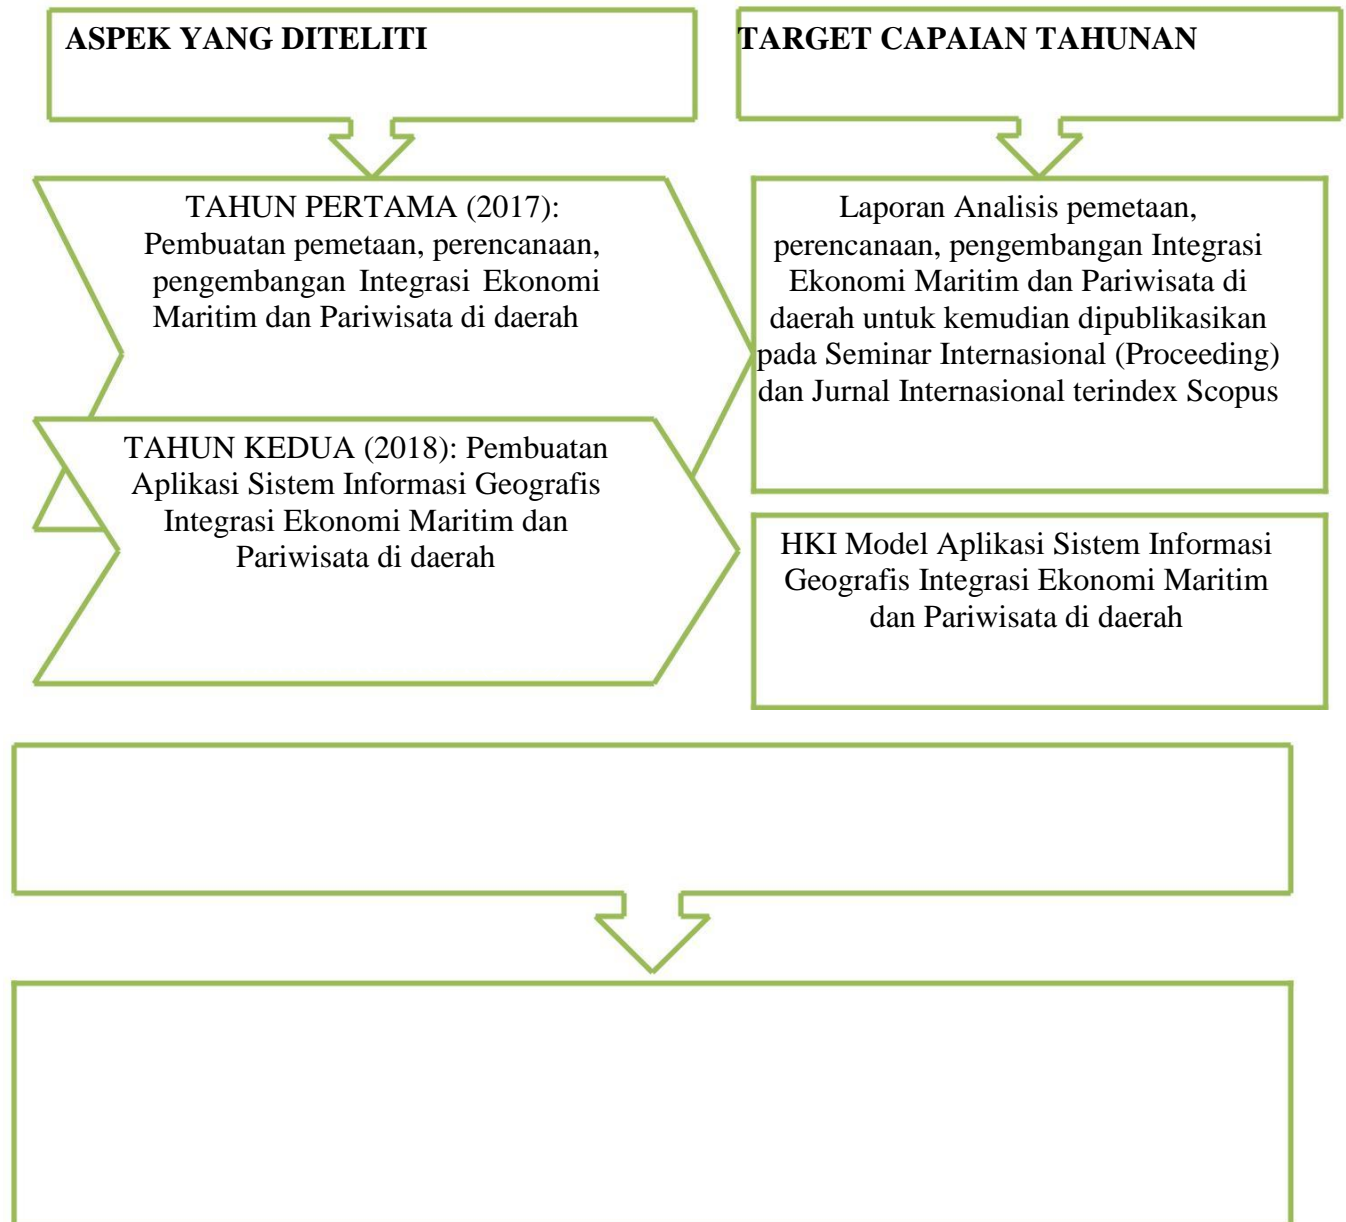 ASPEK YANG DITELITI
TARGET CAPAIAN TAHUNAN
TAHUN PERTAMA (2017):
Pembuatan pemetaan, perencanaan,
pengembangan Integrasi Ekonomi
Maritim dan Pariwisata di daerah
Laporan Analisis pemetaan,
perencanaan, pengembangan Integrasi
Ekonomi Maritim dan Pariwisata di
daerah untuk kemudian dipublikasikan
pada Seminar Internasional (Proceeding)
dan Jurnal Internasional terindex Scopus
TAHUN KEDUA (2018): Pembuatan
Aplikasi Sistem Informasi Geografis
Integrasi Ekonomi Maritim dan
Pariwisata di daerah
HKI Model Aplikasi Sistem Informasi
Geografis Integrasi Ekonomi Maritim
dan Pariwisata di daerah